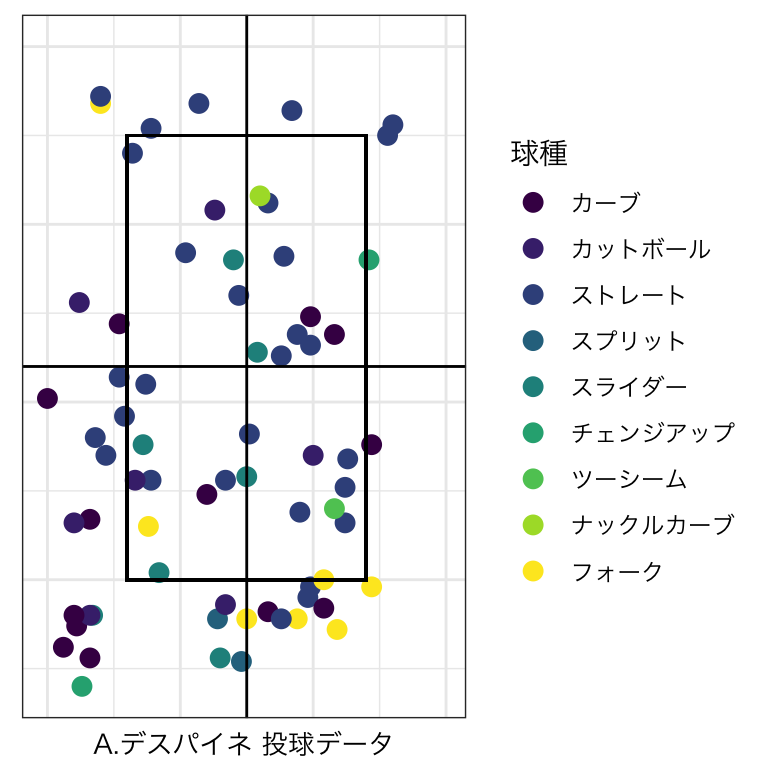 球種
カーブ
カットボール
ストレート
スプリット
スライダー
チェンジアップ
ツーシーム
ナックルカーブ
フォーク
A.デスパイネ 投球データ